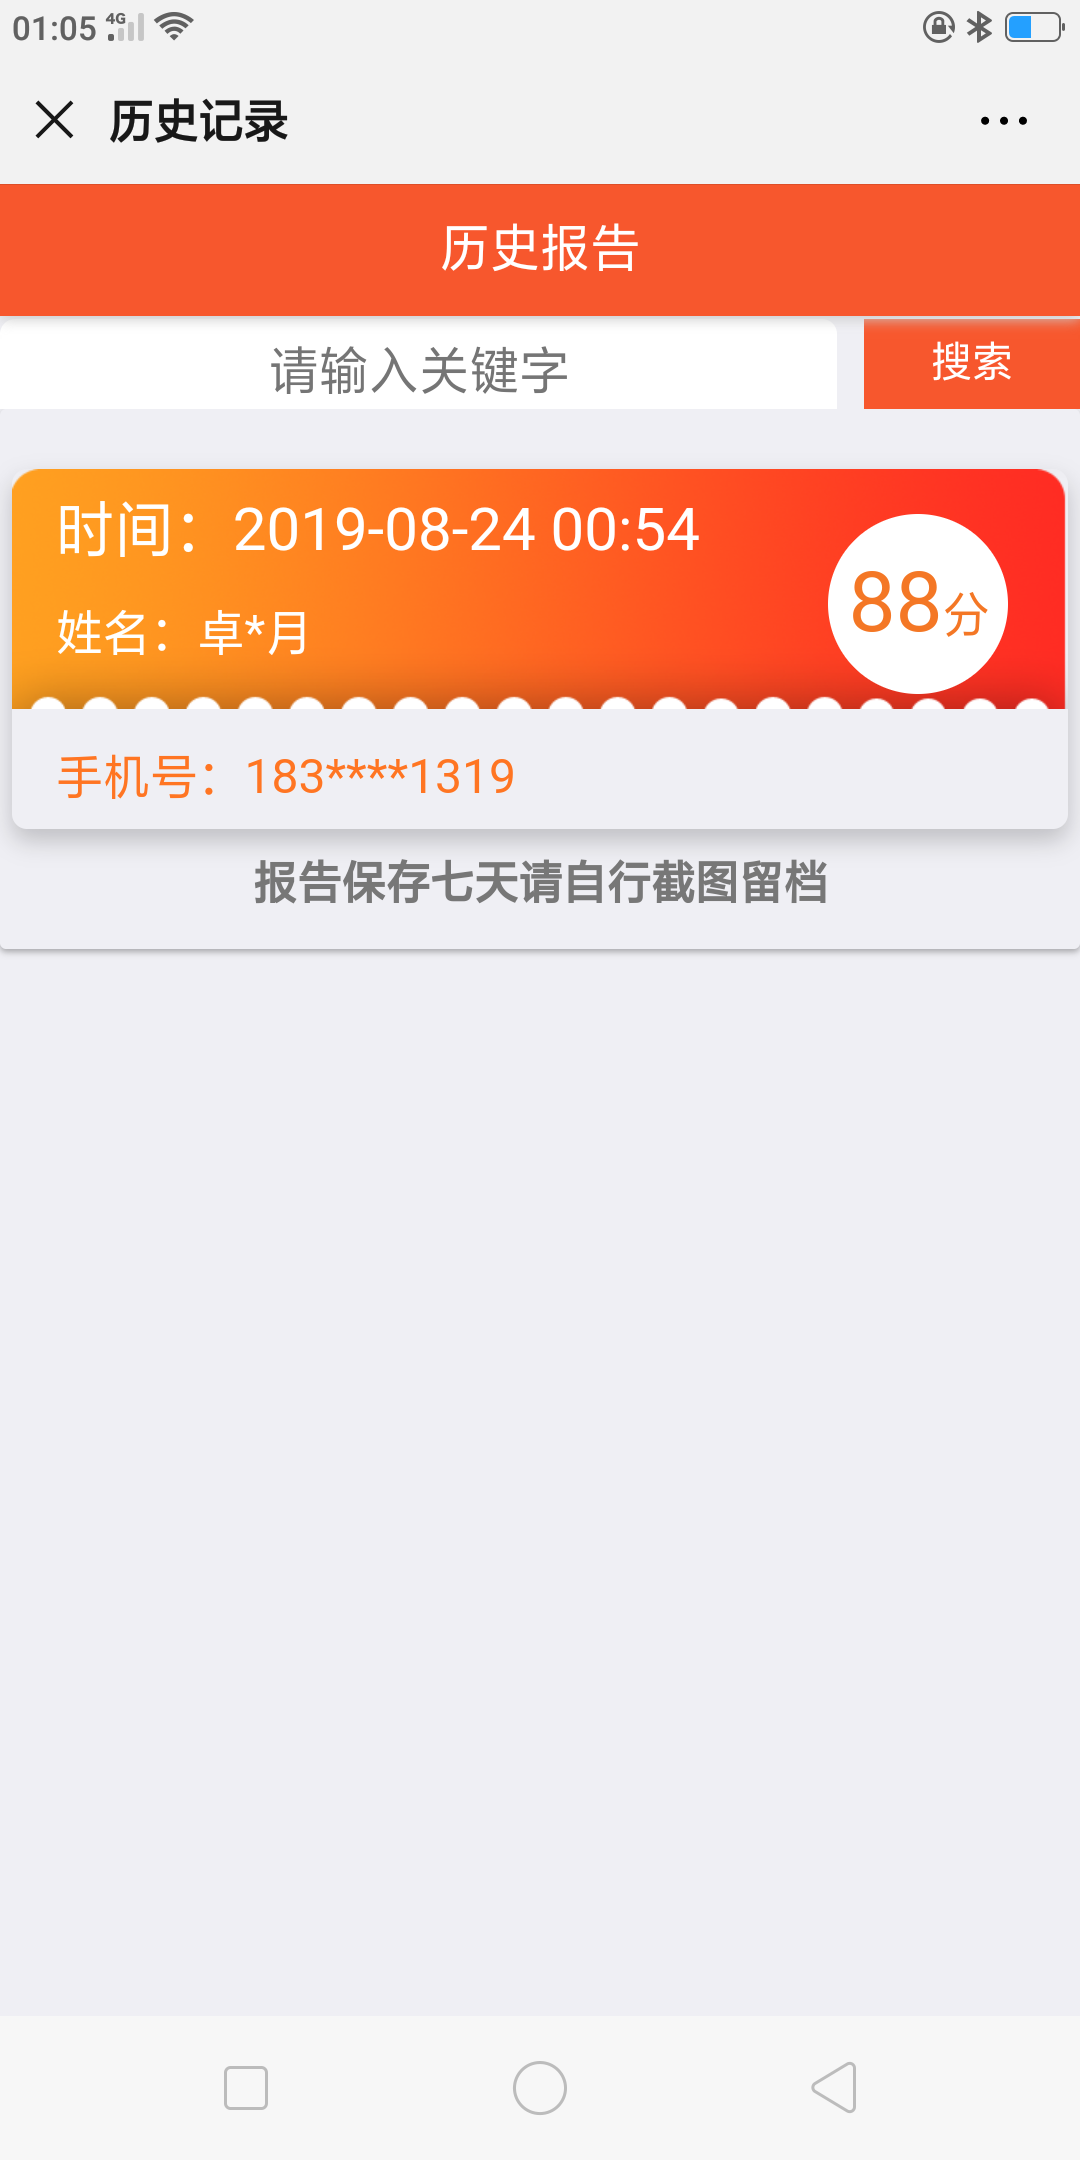 01:05 4G
历史记录
历史报告
请输入关键字
搜索
时间：2019-08-24 00:54
88分
姓名：卓*月
手机号：183****1319
报告保存七天请自行截图留档